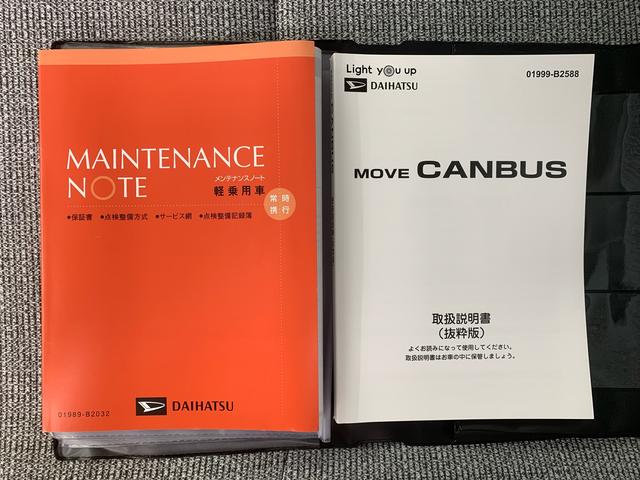 MAINTENANCE
NOTE
メンテナンスノート
軽乗用車
常時
携行
●保証書 ●点検整備方式 ●サービス網 ●点検整備記録簿
01989-B2032
DAIHATSU
Light you up
DAIHATSU
01999-B2588
MOVE CANBUS
取扱説明書
(抜粋版)
よくお読みになって使用してください。
取扱説明書はお車の中に保管しましょう。